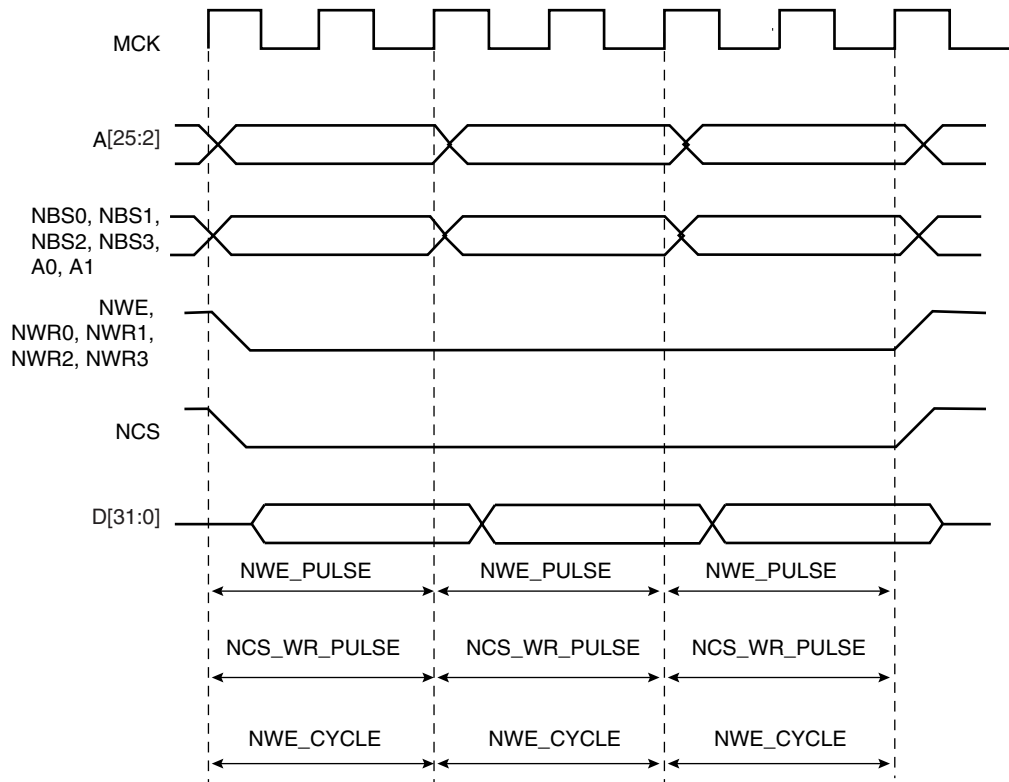 MCK
A[25:2]
NBS0, NBS1,
NBS2, NBS3,
A0, A1
NWE,
NWR0, NWR1,
NWR2, NWR3
NCS
D[31:0]
NWE_PULSE NWE_PULSE NWE_PULSE
NCS_WR_PULSE NCS_WR_PULSE NCS_WR_PULSE
NWE_CYCLE NWE_CYCLE NWE_CYCLE